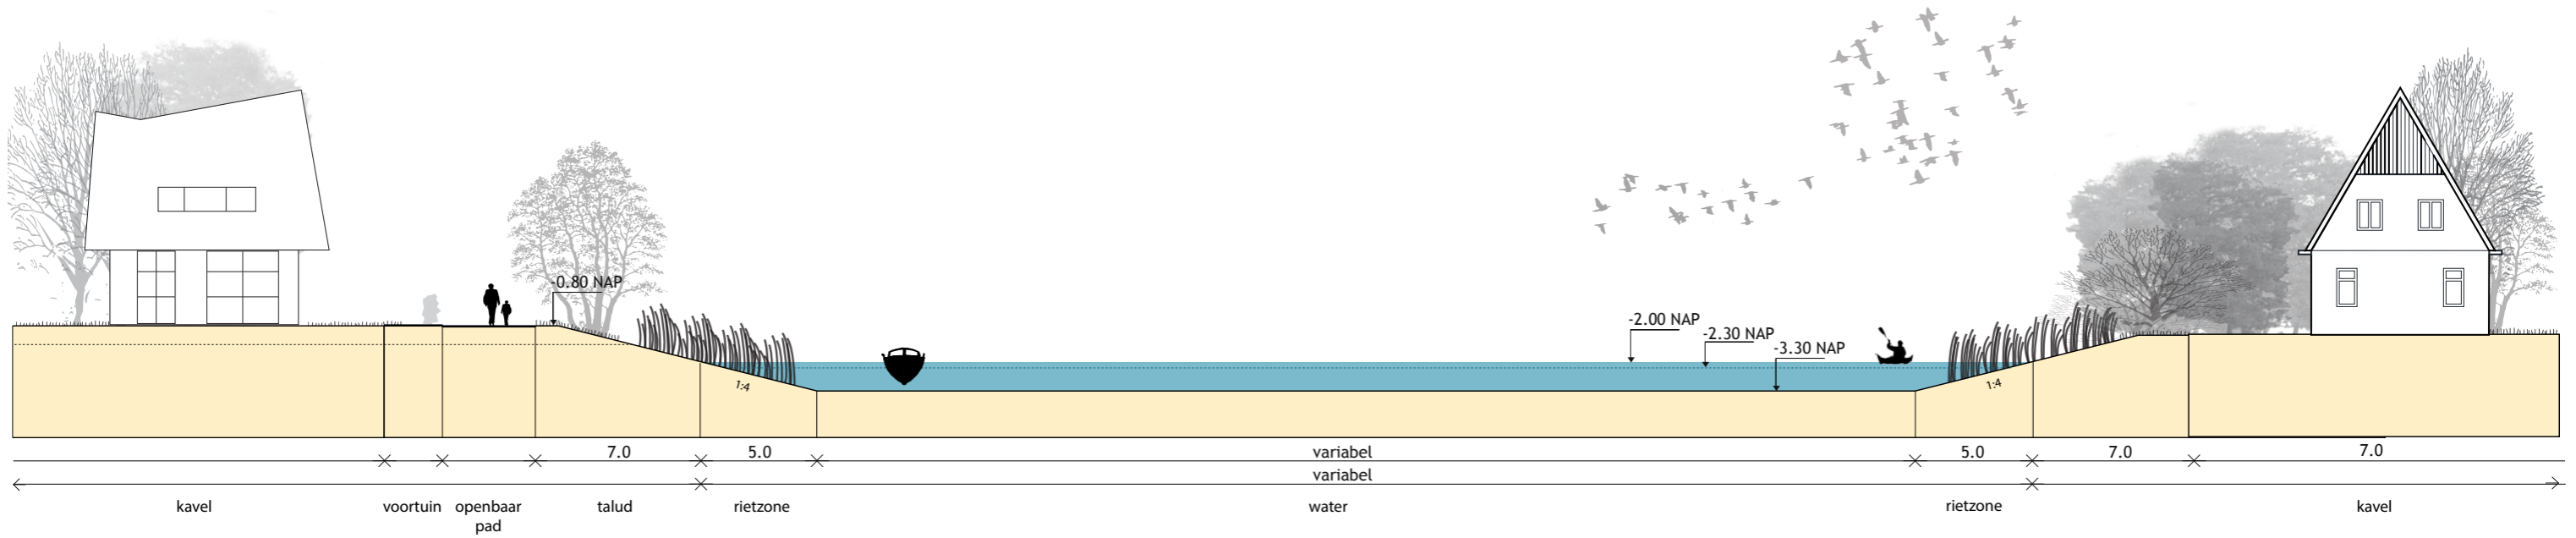 -0.80 NAP
-2.00 NAP
-2.30 NAP
-3.30 NAP
1:4
1:4
7.0
5.0
variabel
5.0
7.0
7.0
variabel
kavel
voortuin
openbaar
pad
talud
rietzone
water
rietzone
kavel